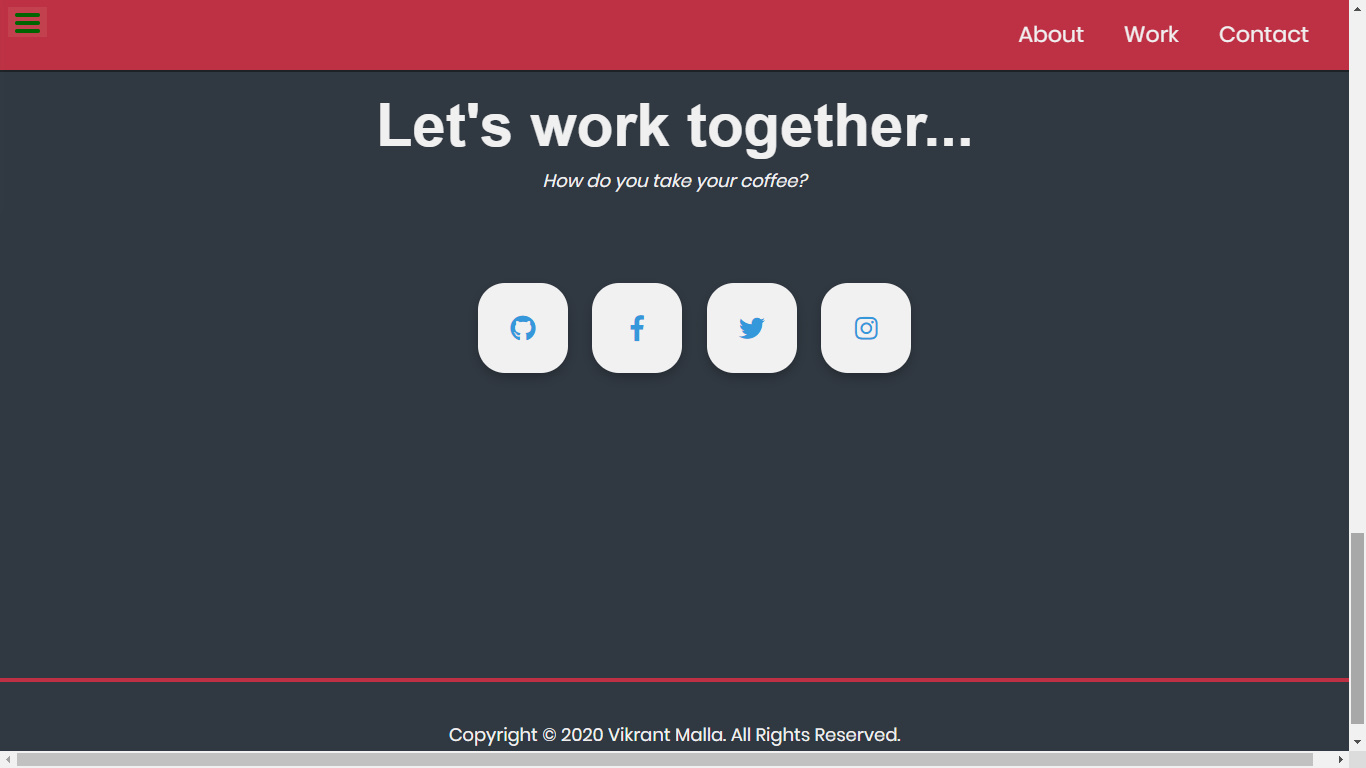 About Work Contact
Let's work together...
How do you take your coffee?
Copyright © 2020 Vikrant Malla. All Rights Reserved.